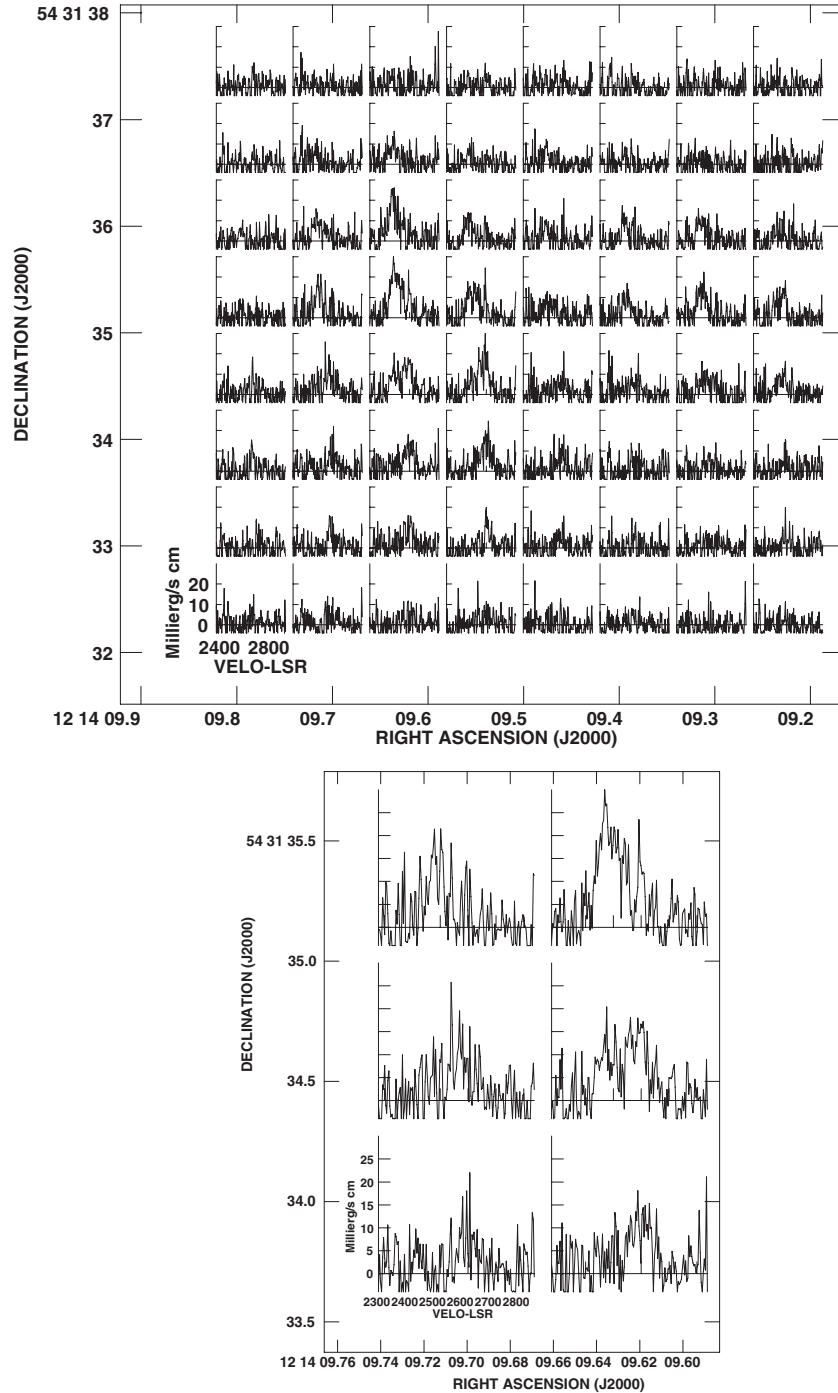 54 31 38
37
36
35
34
33
32
DECLINATION (J2000)
20
10
0
Millierg/s cm
2400 2800
VELO-LSR
12 14 09.9 09.8 09.7 09.6 09.5 09.4 09.3 09.2
RIGHT ASCENSION (J2000)
54 31 35.5
35.0
34.5
34.0
33.5
DECLINATION (J2000)
25
20
15
10
5
0
Millierg/s cm
2300 2400 2500 2600 2700 2800
VELO-LSR
12 14 09.76 09.74 09.72 09.70 09.68 09.66 09.64 09.62 09.60
RIGHT ASCENSION (J2000)